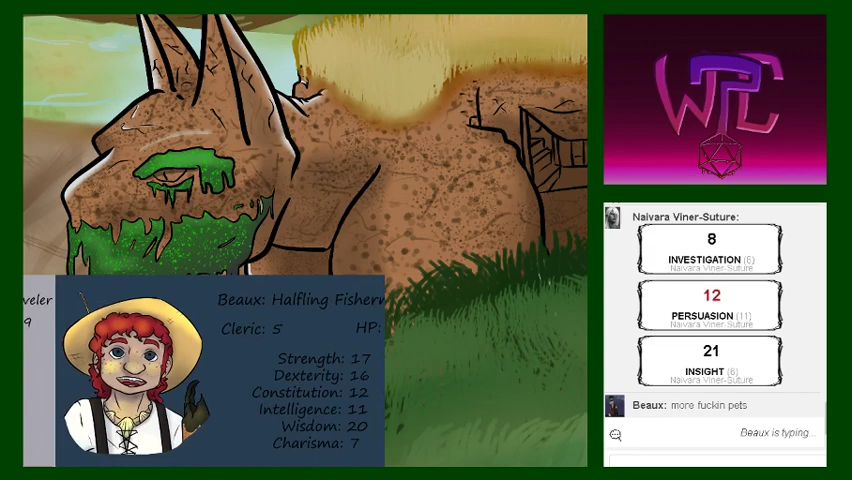 WPC
Naivara Viner-Suture:
8
INVESTIGATION (6)
Naivara Viner-Suture
12
PERSUASION (11)
Naivara Viner-Suture
21
INSIGHT (6)
Naivara Viner-Suture
Beaux: more fuckin pets
Beaux is typing...
veler
9
Beaux: Halfling Fisherm
Cleric: 5 HP:
Strength: 17
Dexterity: 16
Constitution: 12
Intelligence: 11
Wisdom: 20
Charisma: 7